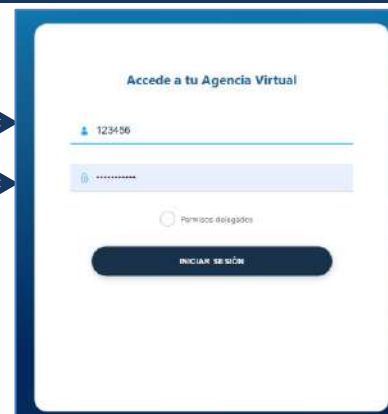 Accede a tu Agencia Virtual
123456
•••••••••••
Permisos delegados
INICIAR SESIÓN